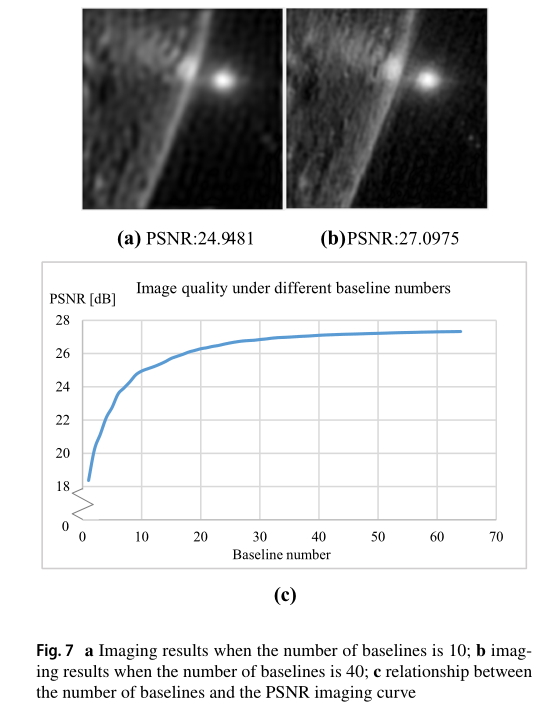 (a) PSNR:24.9481
(b)PSNR:27.0975
Image quality under different baseline numbers
PSNR [dB]
28
26
24
22
20
18
0
0 10 20 30 40 50 60 70
Baseline number
(c)
Fig. 7 a Imaging results when the number of baselines is 10; b imag-
ing results when the number of baselines is 40; c relationship between
the number of baselines and the PSNR imaging curve